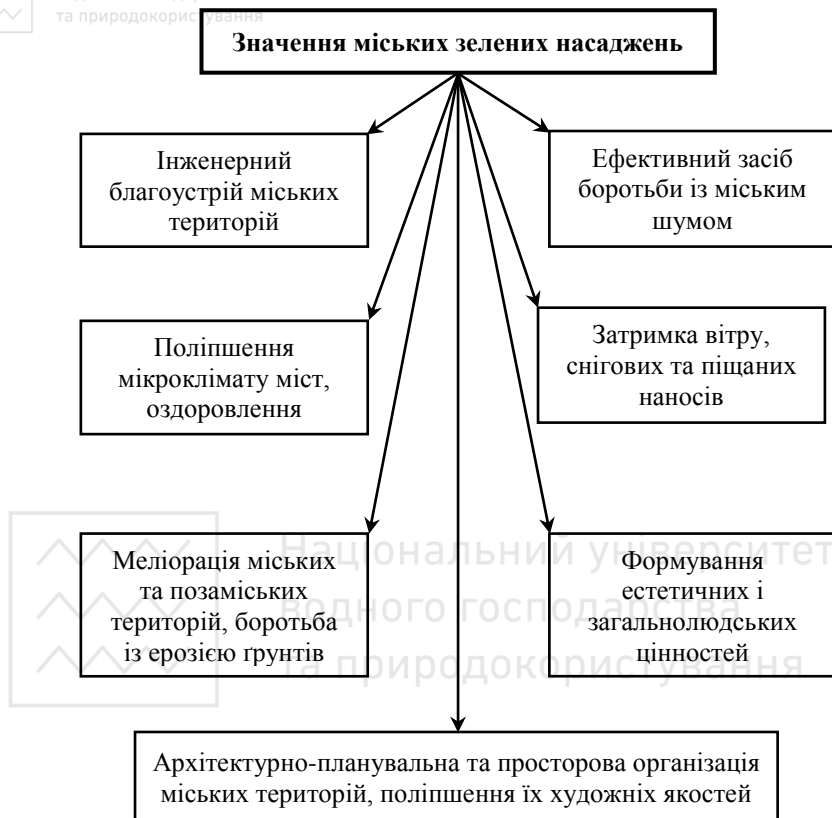 та природокористування
Значення міських зелених насаджень
Інженерний
благоустрій міських
територій
Ефективний засіб
боротьби із міським
шумом
Поліпшення
мікроклімату міст,
оздоровлення
Затримка вітру,
снігових та піщаних
наносів
Меліорація міських
та позаміських
територій, боротьба
із ерозією ґрунтів
Формування
естетичних і
загальнолюдських
цінностей
Національний університет
водного господарства
та природокористування
Архітектурно-планувальна та просторова організація
міських територій, поліпшення їх художніх якостей